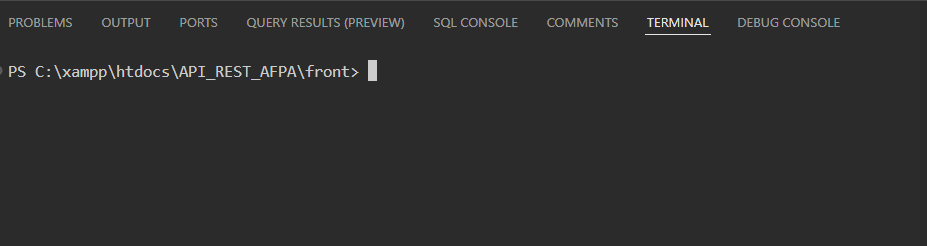 PROBLEMS OUTPUT PORTS QUERY RESULTS (PREVIEW) SQL CONSOLE COMMENTS TERMINAL DEBUG CONSOLE
PS C:\xampp\htdocs\API_REST_AFPA\front>